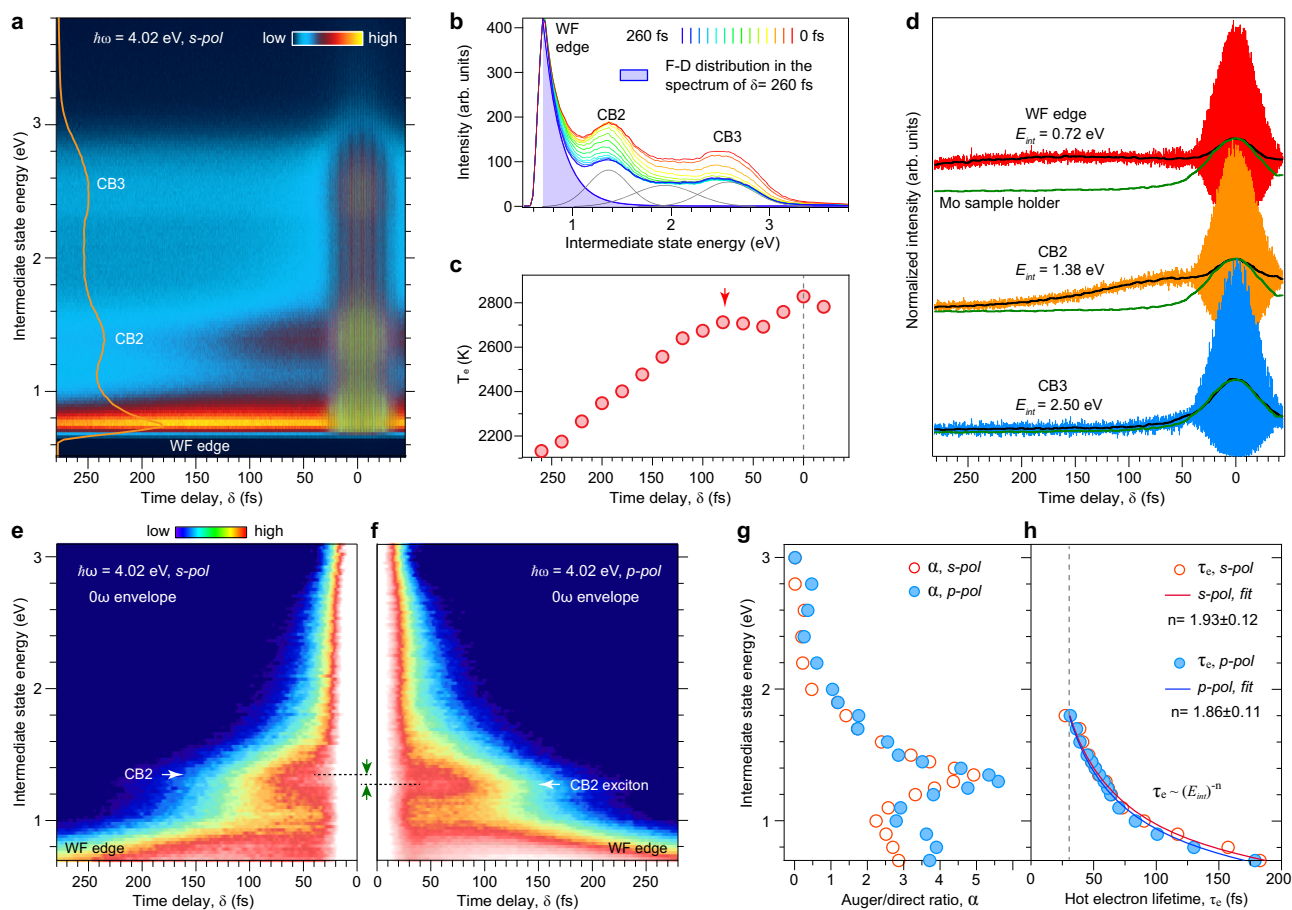 a
ħω = 4.02 eV, s-pol
low
high
CB3
CB2
WF edge
3
2
1
Intermediate state energy (eV)
250
200
150
100
50
0
Time delay, δ (fs)
b
WF
edge
260 fs
0 fs
F-D distribution in the
spectrum of δ= 260 fs
CB2
CB3
400
300
200
100
0
Intensity (arb. units)
1
2
3
Intermediate state energy (eV)
c
2800
2600
2400
2200
Te (K)
250
200
150
100
50
0
Time delay, δ (fs)
d
WF edge
Eint = 0.72 eV
Mo sample holder
CB2
Eint = 1.38 eV
CB3
Eint = 2.50 eV
Normalized intensity (arb. units)
250
200
150
100
50
0
Time delay, δ (fs)
e
low
high
ħω = 4.02 eV, s-pol
0ω envelope
CB2
WF edge
3
2
1
Intermediate state energy (eV)
250
200
150
100
50
0
Time delay, δ (fs)
f
ħω = 4.02 eV, p-pol
0ω envelope
CB2 exciton
WF edge
0
50
100
150
200
250
Time delay, δ (fs)
g
α, s-pol
α, p-pol
3
2
1
Intermediate state energy (eV)
0
1
2
3
4
5
Auger/direct ratio, α
h
τe, s-pol
s-pol, fit
n= 1.93±0.12
τe, p-pol
p-pol, fit
n= 1.86±0.11
τe ~ (Eint)-n
0
50
100
150
200
Hot electron lifetime, τe (fs)